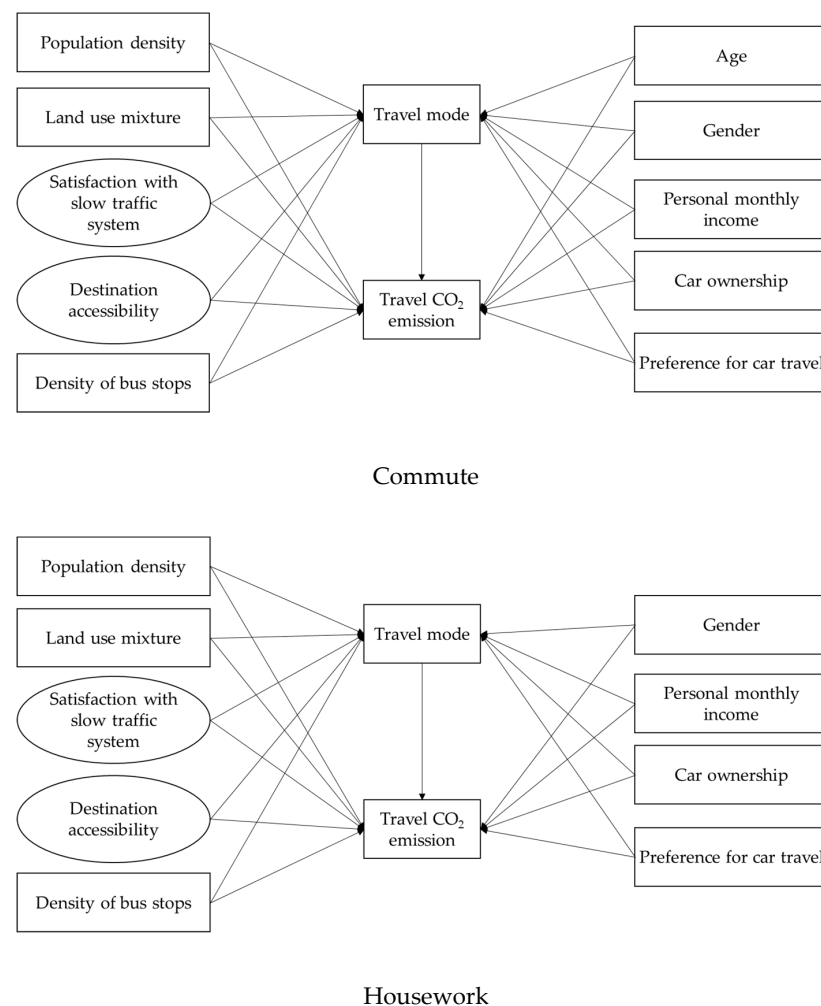 Population density
Land use mixture
Satisfaction with
slow traffic
system
Destination
accessibility
Density of bus stops
Travel mode
Travel CO₂
emission
Age
Gender
Personal monthly
income
Car ownership
Preference for car travel
Commute
Population density
Land use mixture
Satisfaction with
slow traffic
system
Destination
accessibility
Density of bus stops
Travel mode
Travel CO₂
emission
Gender
Personal monthly
income
Car ownership
Preference for car travel
Housework